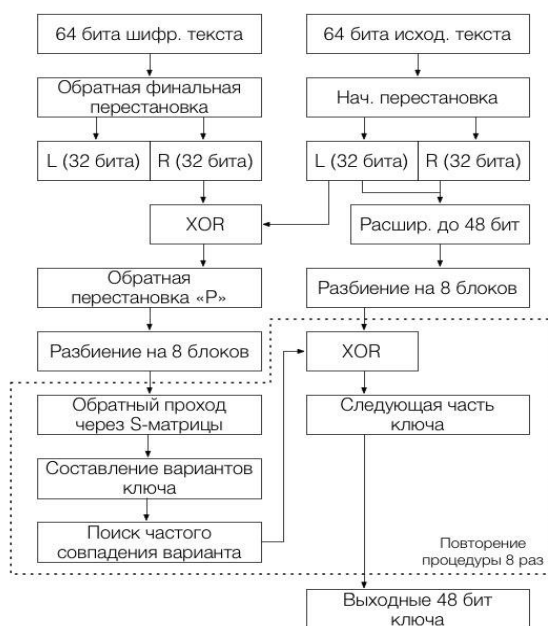 64 бита шифр. текста
64 бита исход. текста
Обратная финальная
перестановка
Нач. перестановка
L (32 бита)
R (32 бита)
L (32 бита)
R (32 бита)
XOR
Расшир. до 48 бит
Обратная
перестановка «P»
Разбиение на 8 блоков
Разбиение на 8 блоков
XOR
Обратный проход
через S-матрицы
Следующая часть
ключа
Составление вариантов
ключа
Поиск частого
совпадения варианта
Повторение
процедуры 8 раз
Выходные 48 бит
ключа